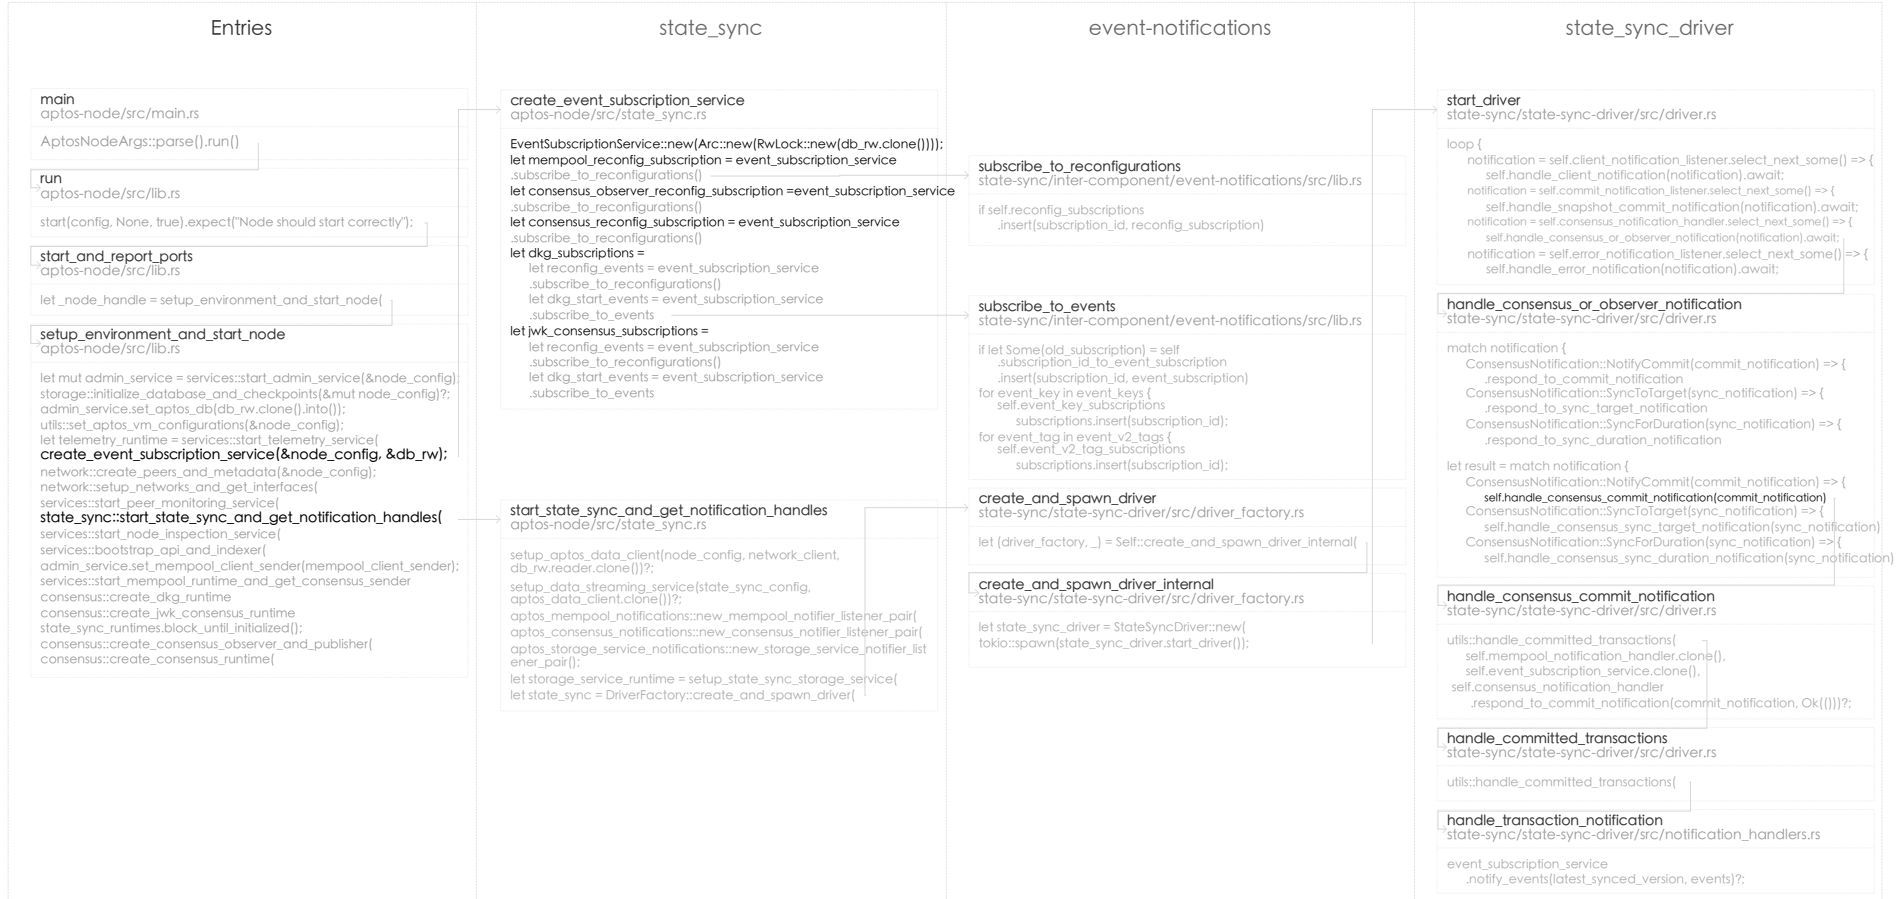 Entries
main
aptos-node/src/main.rs
AptosNodeArgs::parse().run()
run
aptos-node/src/lib.rs
start(config, None, true).expect("Node should start correctly");
start_and_report_ports
aptos-node/src/lib.rs
let _node_handle = setup_environment_and_start_node(
setup_environment_and_start_node
aptos-node/src/lib.rs
let mut admin_service = services::start_admin_service(&node_config);
storage::initialize_database_and_checkpoints(&mut node_config)?;
admin_service.set_aptos_db(db_rw.clone().into());
utils::set_aptos_vm_configurations(&node_config);
let telemetry_runtime = services::start_telemetry_service(
create_event_subscription_service(&node_config, &db_rw);
network::create_peers_and_metadata(&node_config);
network::setup_networks_and_get_interfaces(
services::start_peer_monitoring_service(
state_sync::start_state_sync_and_get_notification_handles(
services::start_node_inspection_service(
services::bootstrap_api_and_indexer(
admin_service.set_mempool_client_sender(mempool_client_sender);
services::start_mempool_runtime_and_get_consensus_sender
consensus::create_dkg_runtime
consensus::create_jwk_consensus_runtime
state_sync_runtimes.block_until_initialized();
consensus::create_consensus_observer_and_publisher(
consensus::create_consensus_runtime(
state_sync
create_event_subscription_service
aptos-node/src/state_sync.rs
EventSubscriptionService::new(Arc::new(RwLock::new(db_rw.clone())));
let mempool_reconfig_subscription = event_subscription_service
.subscribe_to_reconfigurations()
let consensus_observer_reconfig_subscription =event_subscription_service
.subscribe_to_reconfigurations()
let consensus_reconfig_subscription = event_subscription_service
.subscribe_to_reconfigurations()
let dkg_subscriptions =
let reconfig_events = event_subscription_service
.subscribe_to_reconfigurations()
let dkg_start_events = event_subscription_service
.subscribe_to_events
let jwk_consensus_subscriptions =
let reconfig_events = event_subscription_service
.subscribe_to_reconfigurations()
let dkg_start_events = event_subscription_service
.subscribe_to_events
start_state_sync_and_get_notification_handles
aptos-node/src/state_sync.rs
setup_aptos_data_client(node_config, network_client,
db_rw.reader.clone())?;
setup_data_streaming_service(state_sync_config,
aptos_data_client.clone())?;
aptos_mempool_notifications::new_mempool_notifier_listener_pair(
aptos_consensus_notifications::new_consensus_notifier_listener_pair(
aptos_storage_service_notifications::new_storage_service_notifier_list
ener_pair();
let storage_service_runtime = setup_state_sync_storage_service(
let state_sync = DriverFactory::create_and_spawn_driver(
event-notifications
subscribe_to_reconfigurations
state-sync/inter-component/event-notifications/src/lib.rs
if self.reconfig_subscriptions
.insert(subscription_id, reconfig_subscription)
subscribe_to_events
state-sync/inter-component/event-notifications/src/lib.rs
if let Some(old_subscription) = self
.subscription_id_to_event_subscription
.insert(subscription_id, event_subscription)
for event_key in event_keys {
self.event_key_subscriptions
subscriptions.insert(subscription_id);
for event_tag in event_v2_tags {
self.event_v2_tag_subscriptions
subscriptions.insert(subscription_id);
create_and_spawn_driver
state-sync/state-sync-driver/src/driver_factory.rs
let (driver_factory, _) = Self::create_and_spawn_driver_internal(
create_and_spawn_driver_internal
state-sync/state-sync-driver/src/driver_factory.rs
let state_sync_driver = StateSyncDriver::new(
tokio::spawn(state_sync_driver.start_driver());
state_sync_driver
start_driver
state-sync/state-sync-driver/src/driver.rs
loop {
notification = self.client_notification_listener.select_next_some() => {
self.handle_client_notification(notification).await;
notification = self.commit_notification_listener.select_next_some() => {
self.handle_snapshot_commit_notification(notification).await;
notification = self.consensus_notification_handler.select_next_some() => {
self.handle_consensus_or_observer_notification(notification).await;
notification = self.error_notification_listener.select_next_some() => {
self.handle_error_notification(notification).await;
handle_consensus_or_observer_notification
state-sync/state-sync-driver/src/driver.rs
match notification {
ConsensusNotification::NotifyCommit(commit_notification) => {
.respond_to_commit_notification
ConsensusNotification::SyncToTarget(sync_notification) => {
.respond_to_sync_target_notification
ConsensusNotification::SyncForDuration(sync_notification) => {
.respond_to_sync_duration_notification
let result = match notification {
ConsensusNotification::NotifyCommit(commit_notification) => {
self.handle_consensus_commit_notification(commit_notification)
ConsensusNotification::SyncToTarget(sync_notification) => {
self.handle_consensus_sync_target_notification(sync_notification)
ConsensusNotification::SyncForDuration(sync_notification) => {
self.handle_consensus_sync_duration_notification(sync_notification)
handle_consensus_commit_notification
state-sync/state-sync-driver/src/driver.rs
utils::handle_committed_transactions(
self.mempool_notification_handler.clone(),
self.event_subscription_service.clone(),
self.consensus_notification_handler
.respond_to_commit_notification(commit_notification, Ok(()))?;
handle_committed_transactions
state-sync/state-sync-driver/src/driver.rs
utils::handle_committed_transactions(
handle_transaction_notification
state-sync/state-sync-driver/src/notification_handlers.rs
event_subscription_service
.notify_events(latest_synced_version, events)?;